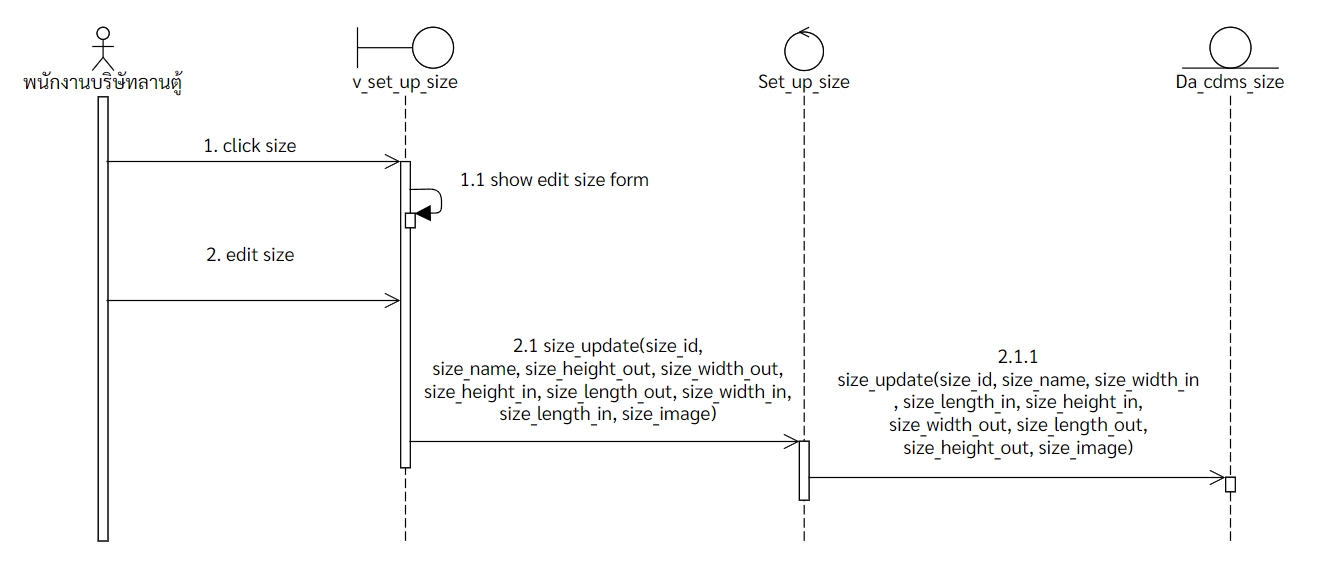 พนักงานบริษัทลานตู้
v_set_up_size
Set_up_size
Da_cdms_size
1. click size
1.1 show edit size form
2. edit size
2.1 size_update(size_id,
size_name, size_height_out, size_width_out,
size_height_in, size_length_out, size_width_in,
size_length_in, size_image)
2.1.1
size_update(size_id, size_name, size_width_in
, size_length_in, size_height_in,
size_width_out, size_length_out,
size_height_out, size_image)